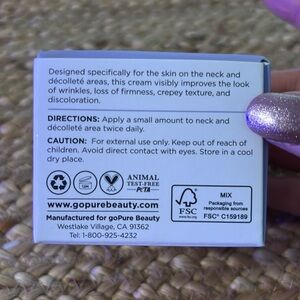 Designed specifically for the skin on the neck and
décolleté areas, this cream visibly improves the look
of wrinkles, loss of firmness, crepey texture, and
discoloration.
DIRECTIONS: Apply a small amount to neck and
décolleté area twice daily.
CAUTION: For external use only. Keep out of reach of
children. Avoid direct contact with eyes. Store in a cool
dry place.
ANIMAL
TEST-FREE
PETA
www.gopurebeauty.com
Manufactured for goPure Beauty
Westlake Village, CA 91362
Tel: 1-800-925-4232
FSC
www.fsc.org
MIX
Packaging from
responsible sources
FSC® C159189